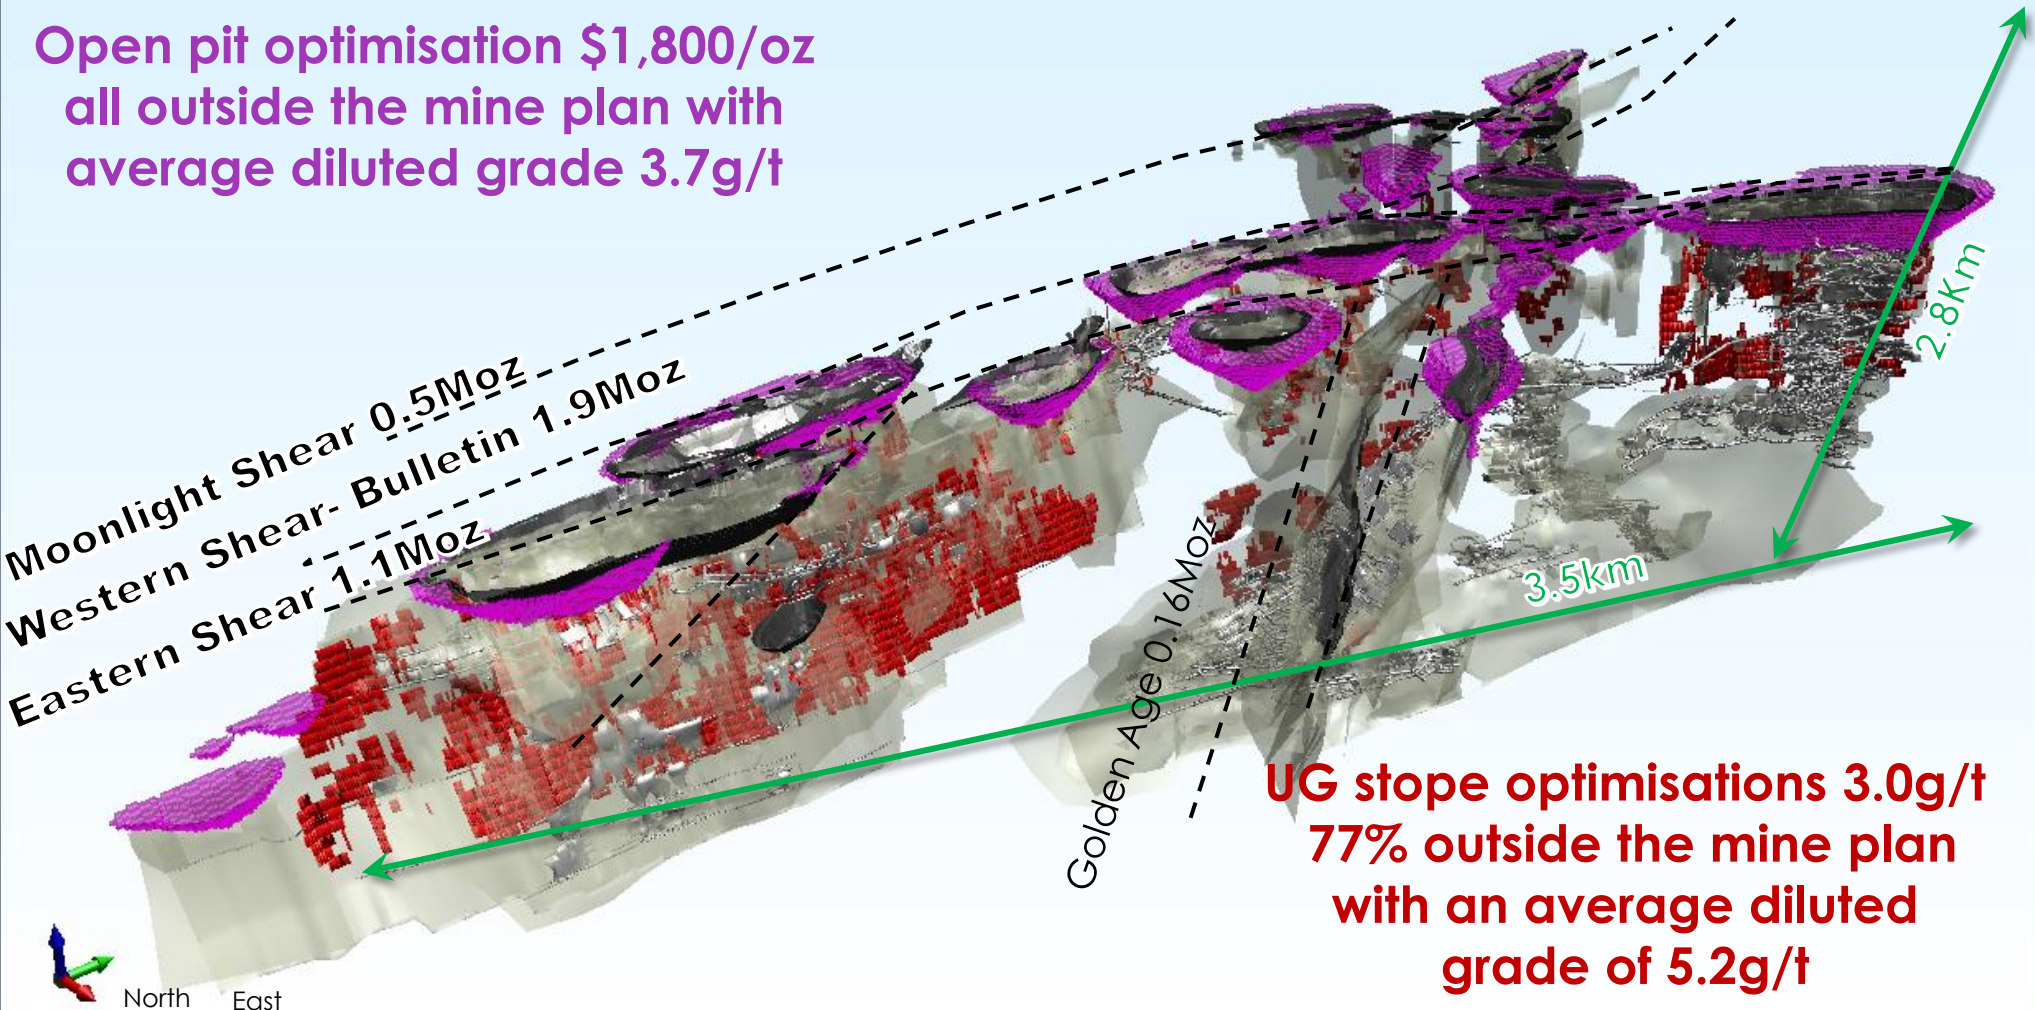 Open pit optimisation $1,800/oz
all outside the mine plan with
average diluted grade 3.7g/t
Moonlight Shear 0.5Moz
Western Shear- Bulletin 1.9Moz
Eastern Shear 1.1Moz
2.8Km
3.5km
Golden Age 0.16Moz
UG stope optimisations 3.0g/t
77% outside the mine plan
with an average diluted
grade of 5.2g/t
North East